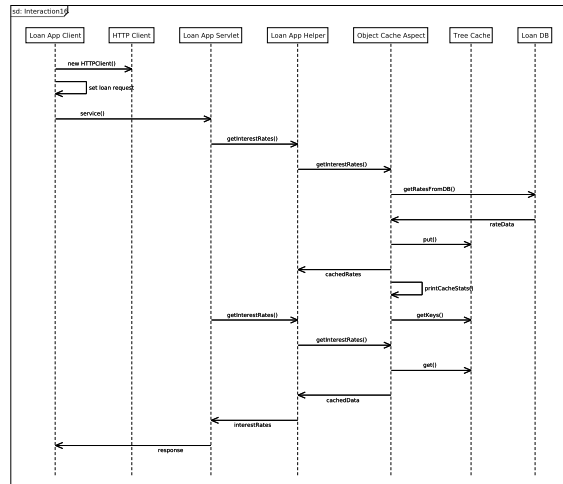 sd: Interaction16
Loan App Client
HTTP Client
Loan App Servlet
Loan App Helper
Object Cache Aspect
Tree Cache
Loan DB
new HTTPClient()
set loan request
service()
getInterestRates()
getInterestRates()
getRatesFromDB()
rateData
put()
cachedRates
printCacheStats()
getInterestRates()
getKeys()
getInterestRates()
get()
cachedData
interestRates
response